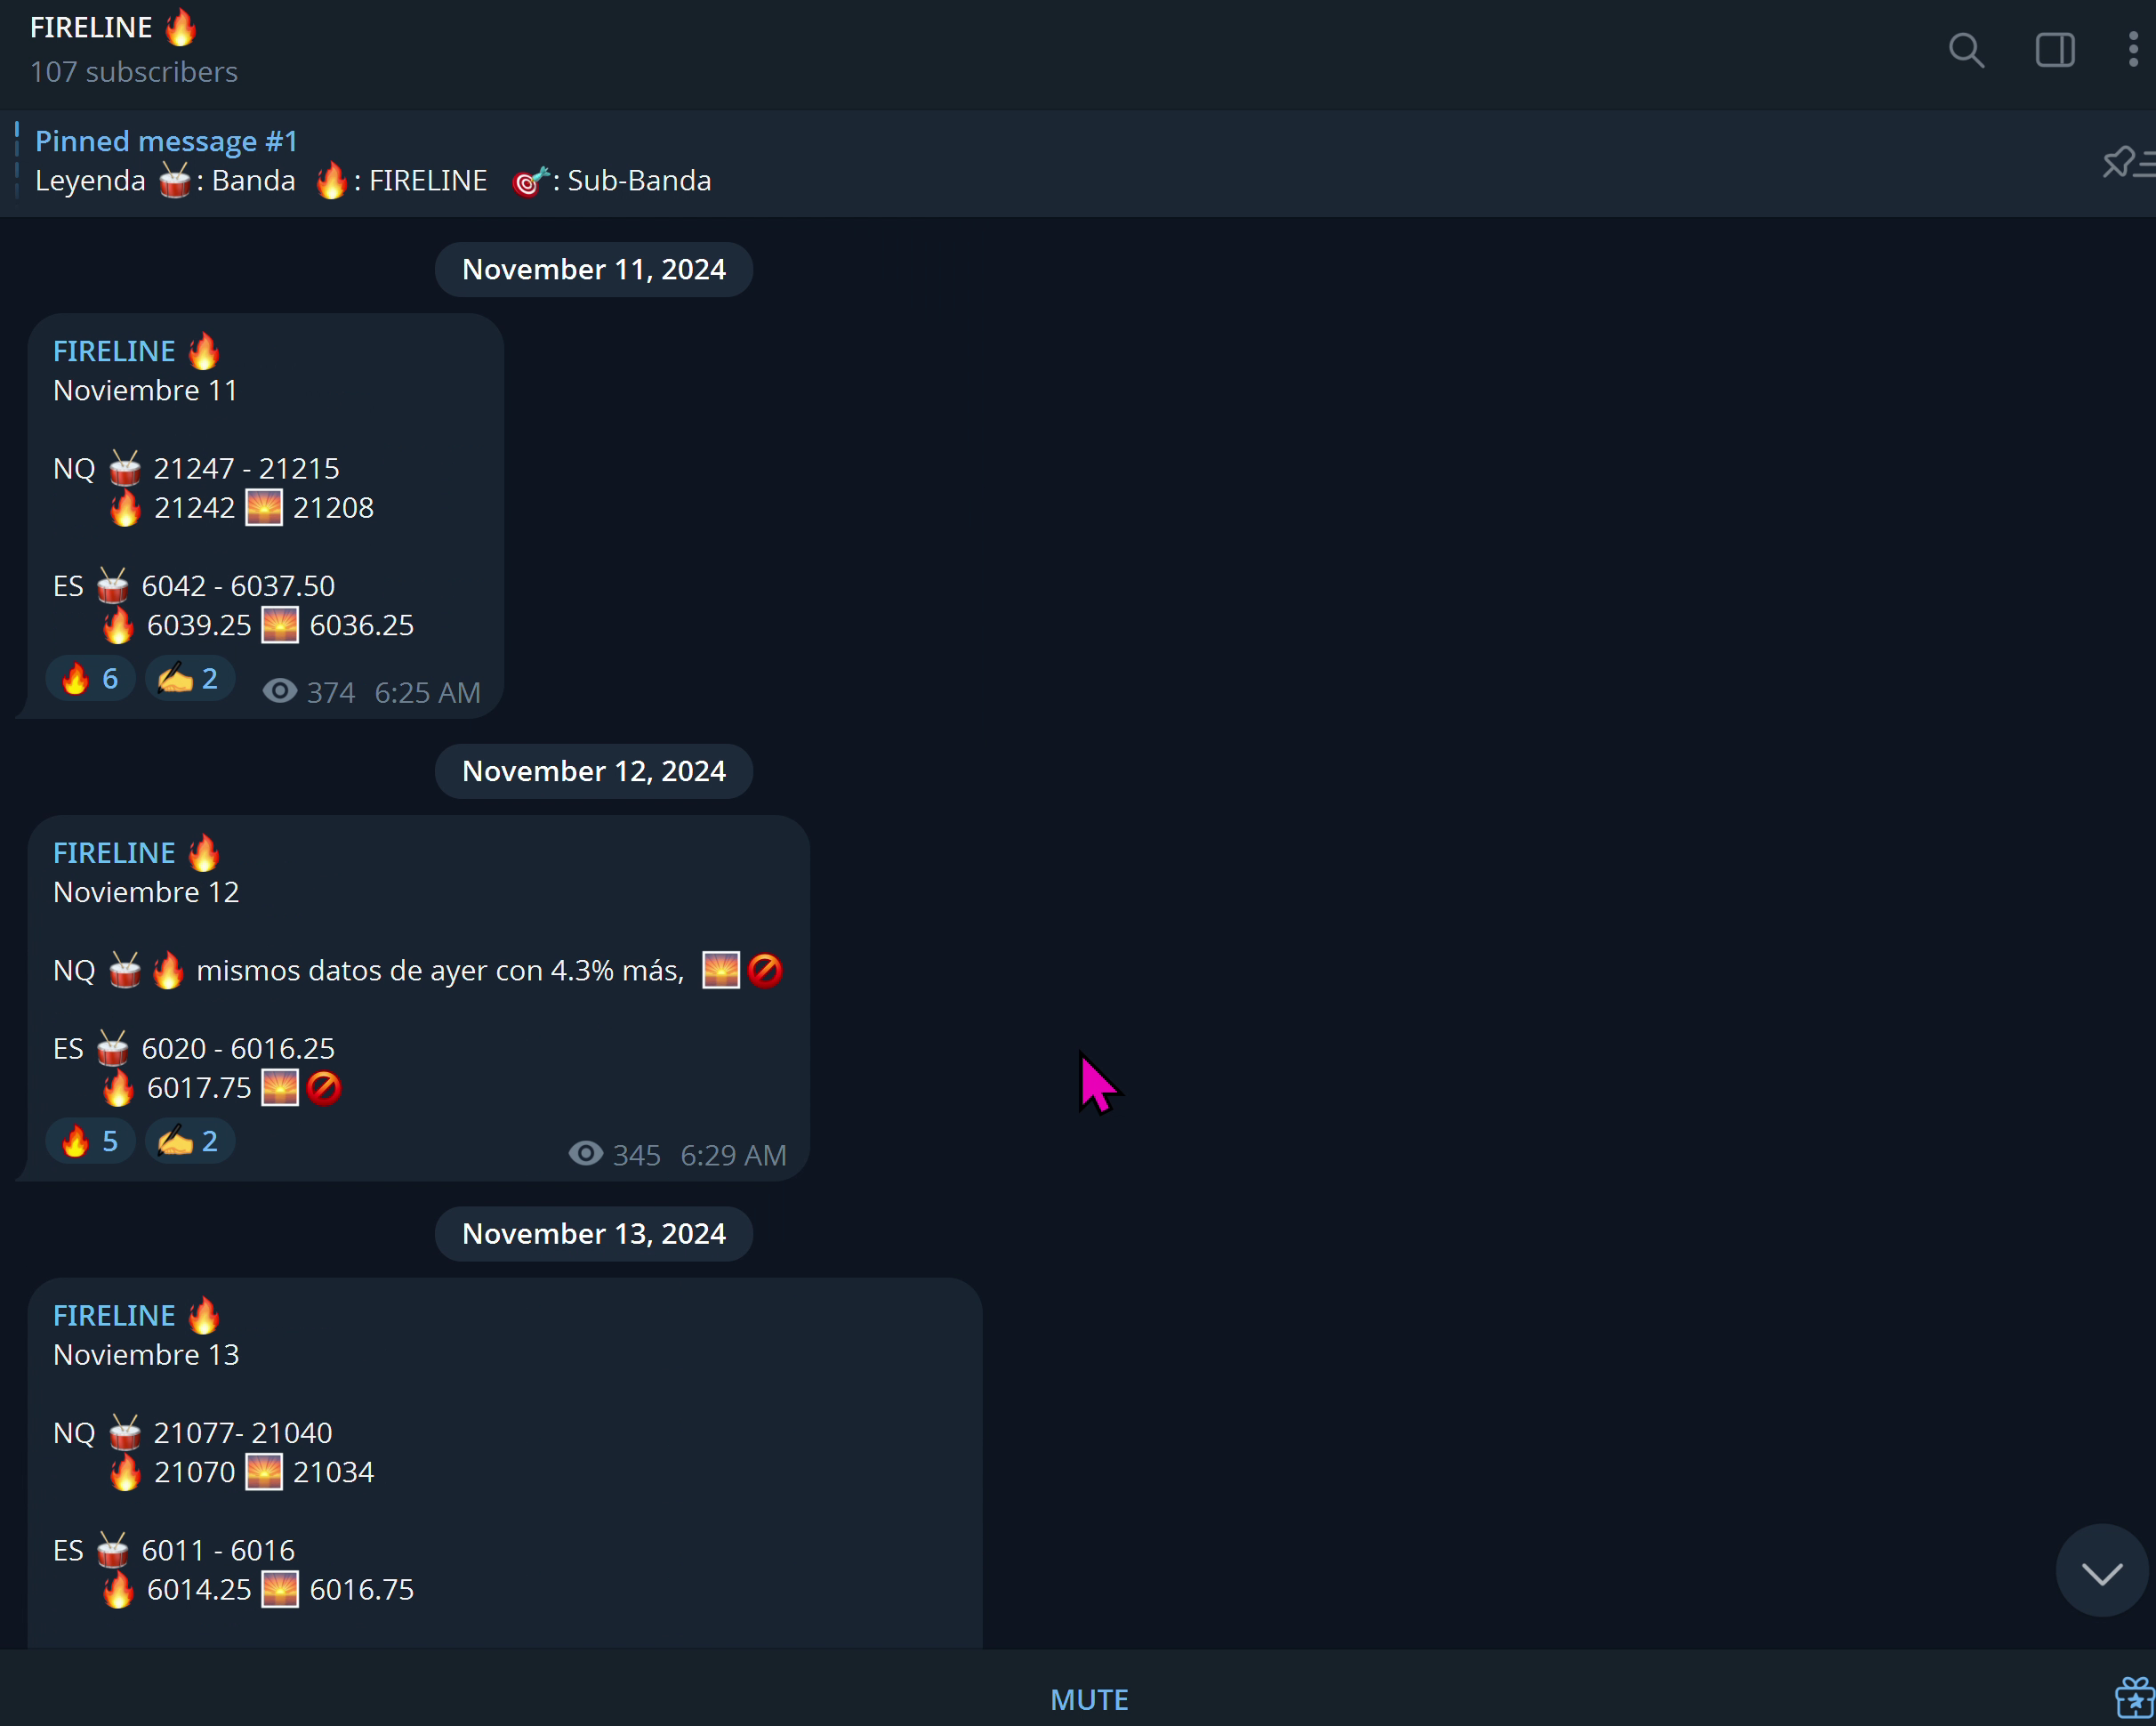 FIRELINE 🔥
107 subscribers
Pinned message #1
Leyenda 🥁: Banda 🔥: FIRELINE 🎯: Sub-Banda
November 11, 2024
FIRELINE 🔥
Noviembre 11
NQ 🥁 21247 - 21215
🔥 21242 🌅 21208
ES 🥁 6042 - 6037.50
🔥 6039.25 🌅 6036.25
🔥 6 ✍️ 2 374 6:25 AM
November 12, 2024
FIRELINE 🔥
Noviembre 12
NQ 🥁🔥 mismos datos de ayer con 4.3% más, 🌅🚫
ES 🥁 6020 - 6016.25
🔥 6017.75 🌅🚫
🔥 5 ✍️ 2 345 6:29 AM
November 13, 2024
FIRELINE 🔥
Noviembre 13
NQ 🥁 21077- 21040
🔥 21070 🌅 21034
ES 🥁 6011 - 6016
🔥 6014.25 🌅 6016.75
MUTE